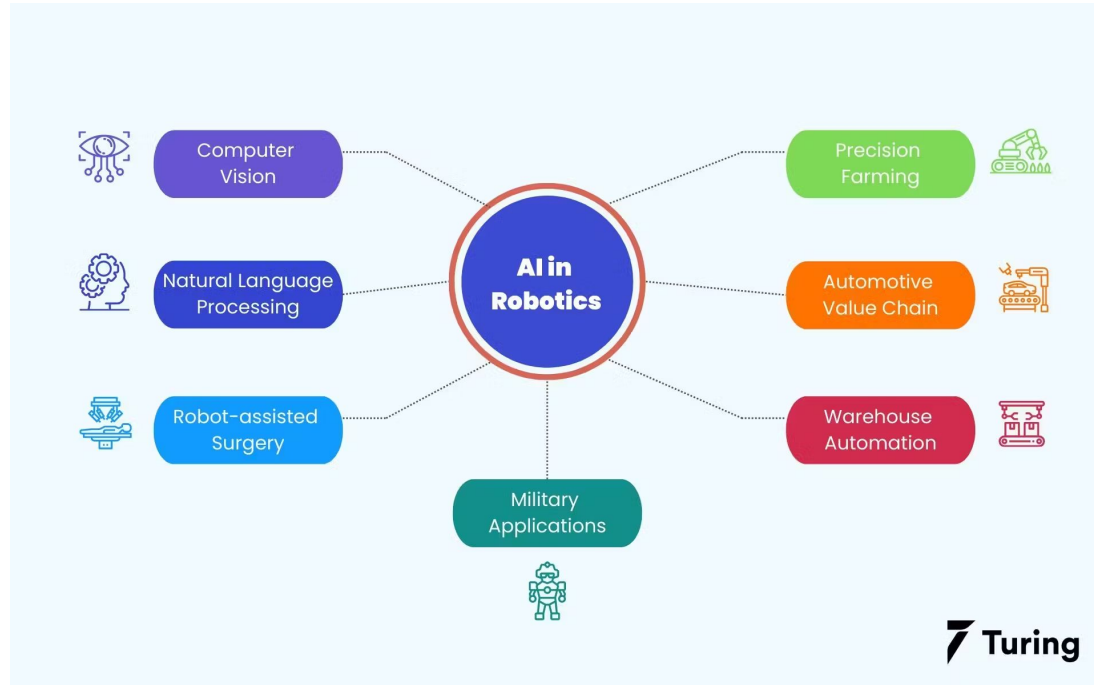 Computer
Vision
Natural Language
Processing
Robot-assisted
Surgery
AI in
Robotics
Military
Applications
Precision
Farming
Automotive
Value Chain
Warehouse
Automation
Turing